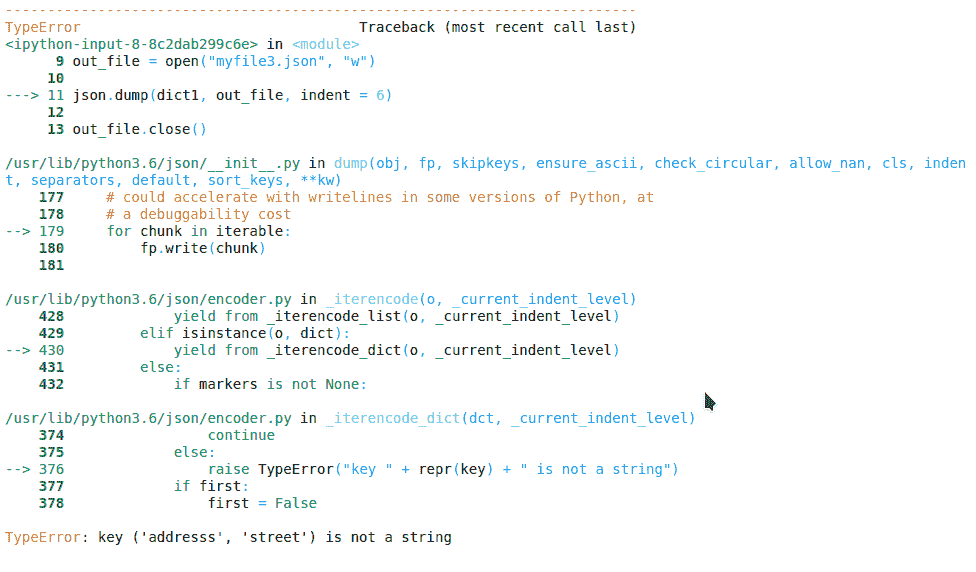 ---------------------------------------------------------------------------
TypeError                                 Traceback (most recent call last)
<ipython-input-8-8c2dab299c6e> in <module>
      9 out_file = open("myfile3.json", "w")
     10
---> 11 json.dump(dict1, out_file, indent = 6)
     12
     13 out_file.close()

/usr/lib/python3.6/json/__init__.py in dump(obj, fp, skipkeys, ensure_ascii, check_circular, allow_nan, cls, inden
t, separators, default, sort_keys, **kw)
    177     # could accelerate with writelines in some versions of Python, at
    178     # a debuggability cost
--> 179     for chunk in iterable:
    180         fp.write(chunk)
    181

/usr/lib/python3.6/json/encoder.py in _iterencode(o, _current_indent_level)
    428             yield from _iterencode_list(o, _current_indent_level)
    429         elif isinstance(o, dict):
--> 430             yield from _iterencode_dict(o, _current_indent_level)
    431         else:
    432             if markers is not None:

/usr/lib/python3.6/json/encoder.py in _iterencode_dict(dct, _current_indent_level)
    374                 continue
    375             else:
--> 376                 raise TypeError("key " + repr(key) + " is not a string")
    377             if first:
    378                 first = False

TypeError: key ('addresss', 'street') is not a string